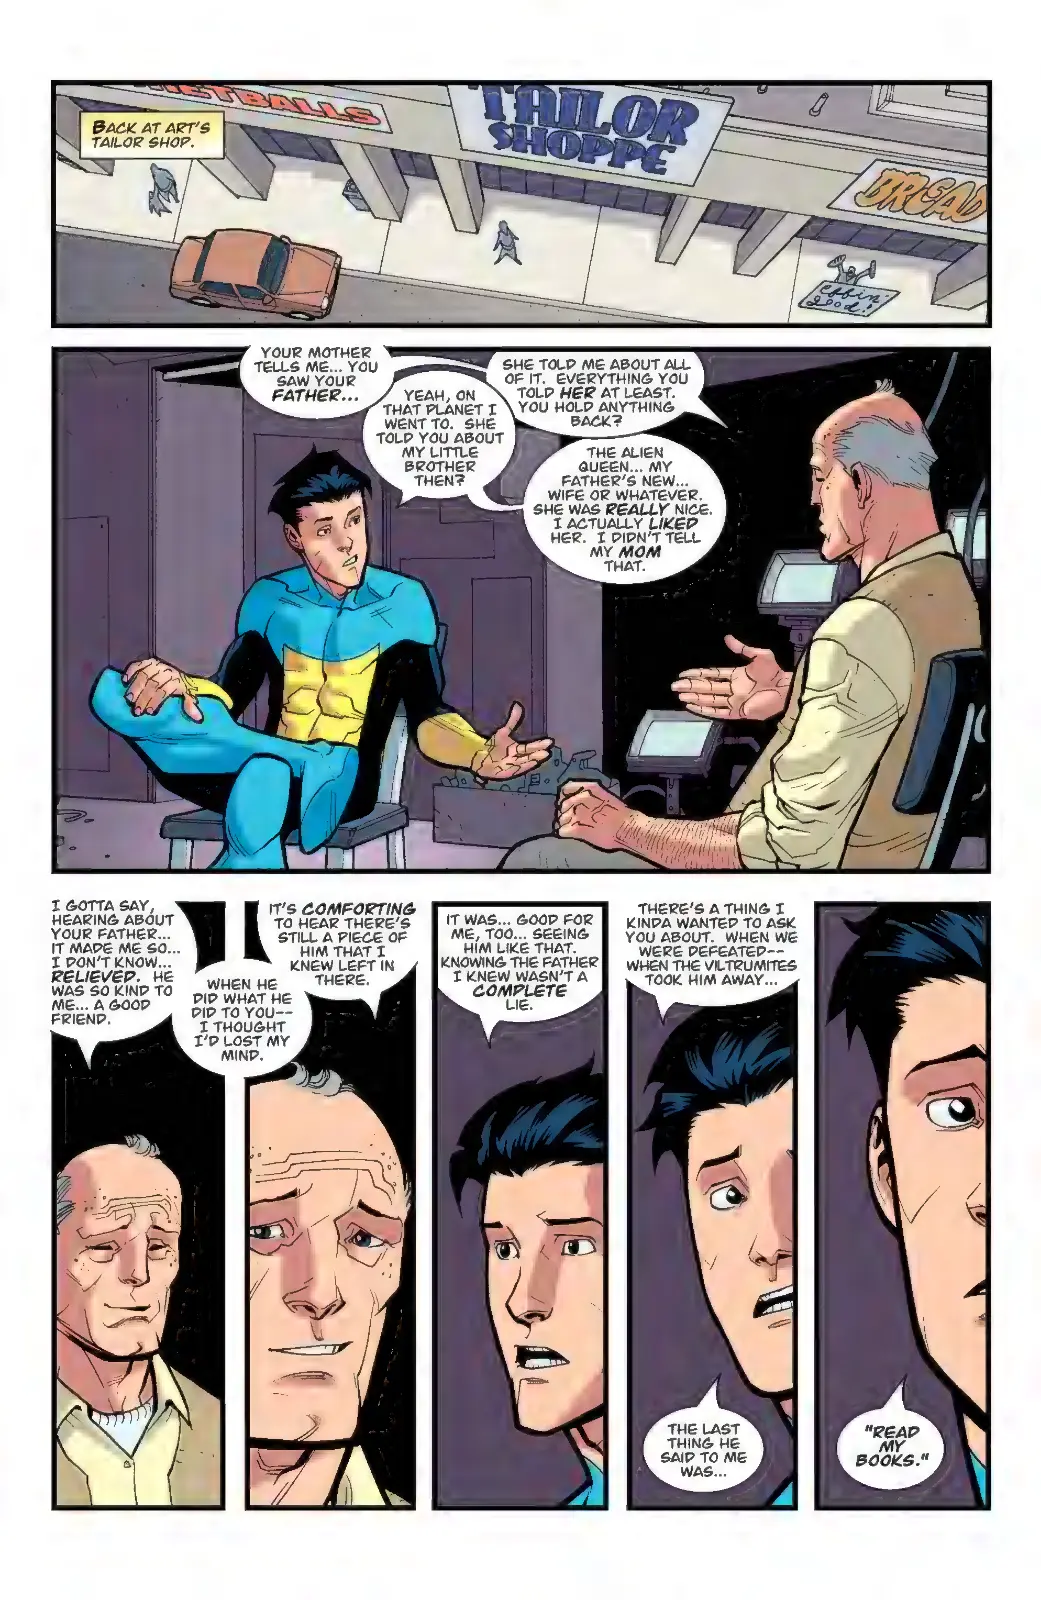 BACK AT ART'S
TAILOR SHOP.
METBALLS
TAILOR
SHOPPE
BREAD
effin'
good!
YOUR MOTHER
TELLS ME... YOU
SAW YOUR
FATHER...
YEAH, ON
THAT PLANET I
WENT TO. SHE
TOLD YOU ABOUT
MY LITTLE
BROTHER
THEN?
SHE TOLD ME ABOUT ALL
OF IT. EVERYTHING YOU
TOLD HER AT LEAST.
YOU HOLD ANYTHING
BACK?
THE ALIEN
QUEEN... MY
FATHER'S NEW...
WIFE OR WHATEVER.
SHE WAS REALLY NICE.
I ACTUALLY LIKED
HER. I DIDN'T TELL
MY MOM
THAT.
I GOTTA SAY,
HEARING ABOUT
YOUR FATHER...
IT MADE ME SO...
I DON'T KNOW...
RELIEVED. HE
WAS SO KIND TO
ME... A GOOD
FRIEND.
WHEN HE
DID WHAT HE
DID TO YOU--
I THOUGHT
I'D LOST MY
MIND.
IT'S COMFORTING
TO HEAR THERE'S
STILL A PIECE OF
HIM THAT I
KNEW LEFT IN
THERE.
IT WAS... GOOD FOR
ME, TOO... SEEING
HIM LIKE THAT.
KNOWING THE FATHER
I KNEW WASN'T A
COMPLETE
LIE.
THERE'S A THING I
KINDA WANTED TO ASK
YOU ABOUT. WHEN WE
WERE DEFEATED--
WHEN THE VILTRUMITES
TOOK HIM AWAY...
THE LAST
THING HE
SAID TO ME
WAS...
"READ
MY
BOOKS."